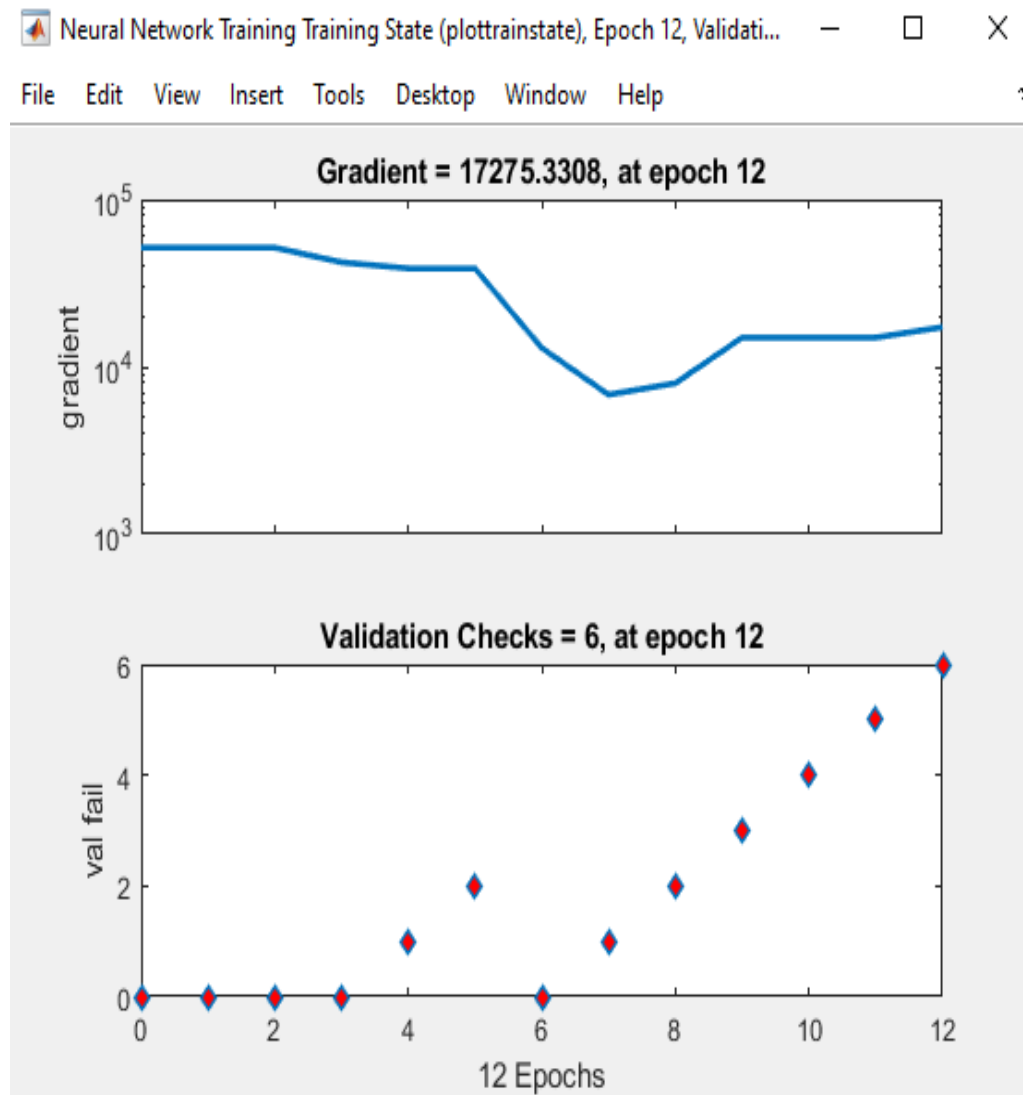 Neural Network Training Training State (plottrainstate), Epoch 12, Validati...
File Edit View Insert Tools Desktop Window Help
Gradient = 17275.3308, at epoch 12
10^5
10^4
10^3
gradient
Validation Checks = 6, at epoch 12
6
4
2
0
val fail
0 2 4 6 8 10 12
12 Epochs